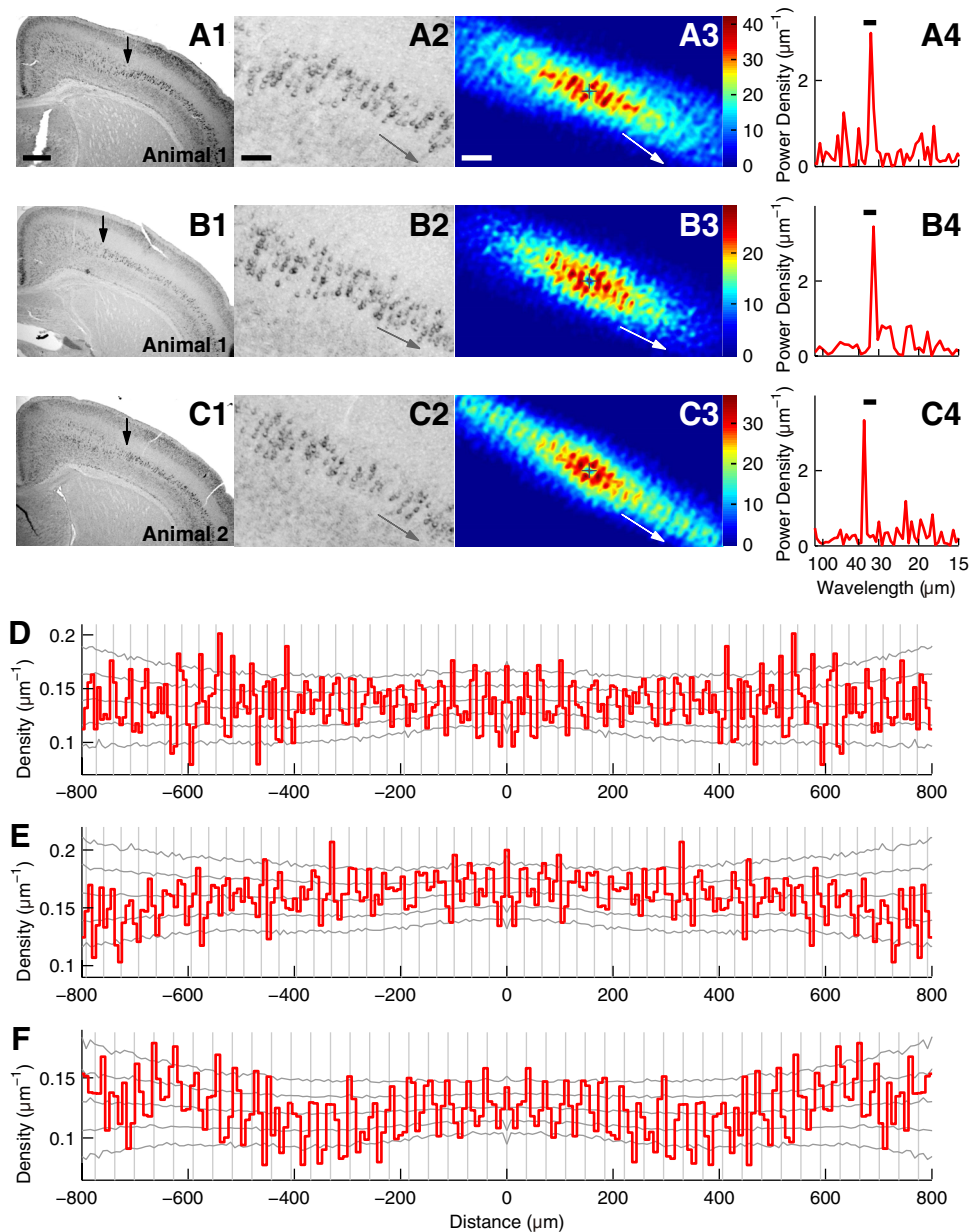 A1 A2 A3 A4
Animal 1
40
30
20
10
0
Power Density (µm⁻¹)
2
0
B1 B2 B3 B4
Animal 1
20
10
0
Power Density (µm⁻¹)
2
0
C1 C2 C3 C4
Animal 2
30
20
10
0
Power Density (µm⁻¹)
2
0
100 40 30 20 15
Wavelength (µm)
D
Density (µm⁻¹)
0.2
0.15
0.1
−800 −600 −400 −200 0 200 400 600 800
E
Density (µm⁻¹)
0.2
0.15
0.1
−800 −600 −400 −200 0 200 400 600 800
F
Density (µm⁻¹)
0.15
0.1
−800 −600 −400 −200 0 200 400 600 800
Distance (µm)